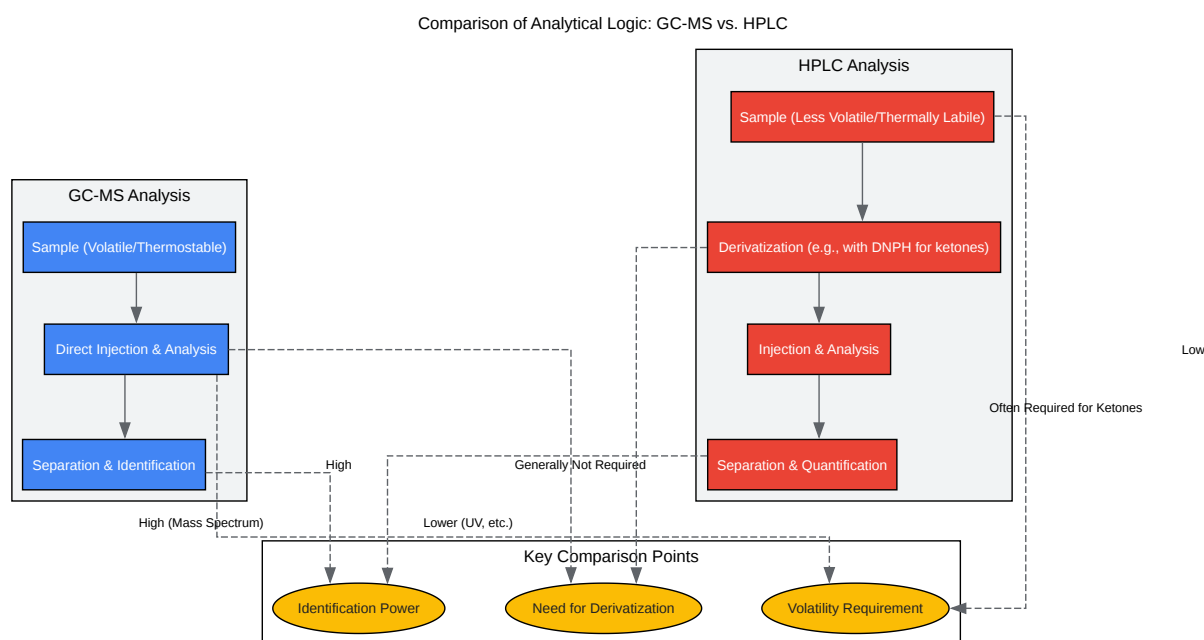 Comparison of Analytical Logic: GC-MS vs. HPLC
HPLC Analysis
Sample (Less Volatile/Thermally Labile)
GC-MS Analysis
Sample (Volatile/Thermostable)
Derivatization (e.g., with DNPH for ketones)
Direct Injection & Analysis
Injection & Analysis
Low
Often Required for Ketones
Separation & Identification
High
Generally Not Required
Separation & Quantification
High (Mass Spectrum)
Lower (UV, etc.)
Key Comparison Points
Identification Power
Need for Derivatization
Volatility Requirement